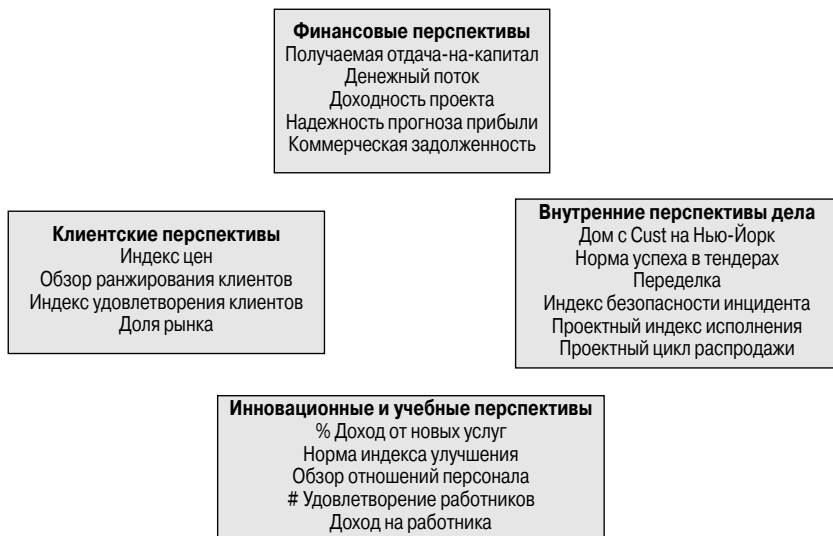 Финансовые перспективы
Получаемая отдача-на-капитал
Денежный поток
Доходность проекта
Надежность прогноза прибыли
Коммерческая задолженность
Клиентские перспективы
Индекс цен
Обзор ранжирования клиентов
Индекс удовлетворения клиентов
Доля рынка
Внутренние перспективы дела
Дом с Cust на Нью-Йорк
Норма успеха в тендерах
Переделка
Индекс безопасности инцидента
Проектный индекс исполнения
Проектный цикл распродажи
Инновационные и учебные перспективы
% Доход от новых услуг
Норма индекса улучшения
Обзор отношений персонала
# Удовлетворение работников
Доход на работника